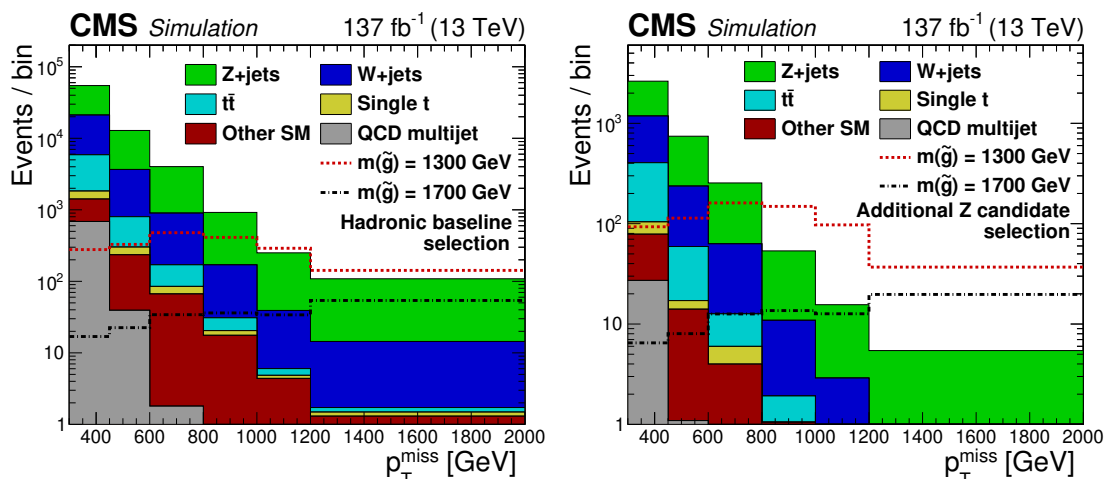 CMS Simulation 137 fb⁻¹ (13 TeV)
Events / bin
10⁵
10⁴
10³
10²
10
1
Z+jets W+jets
tt̄ Single t
Other SM QCD multijet
m(g̃) = 1300 GeV
m(g̃) = 1700 GeV
Hadronic baseline
selection
400 600 800 1000 1200 1400 1600 1800 2000
p_T^miss [GeV]
CMS Simulation 137 fb⁻¹ (13 TeV)
Events / bin
10³
10²
10
1
Z+jets W+jets
tt̄ Single t
Other SM QCD multijet
m(g̃) = 1300 GeV
m(g̃) = 1700 GeV
Additional Z candidate
selection
400 600 800 1000 1200 1400 1600 1800 2000
p_T^miss [GeV]